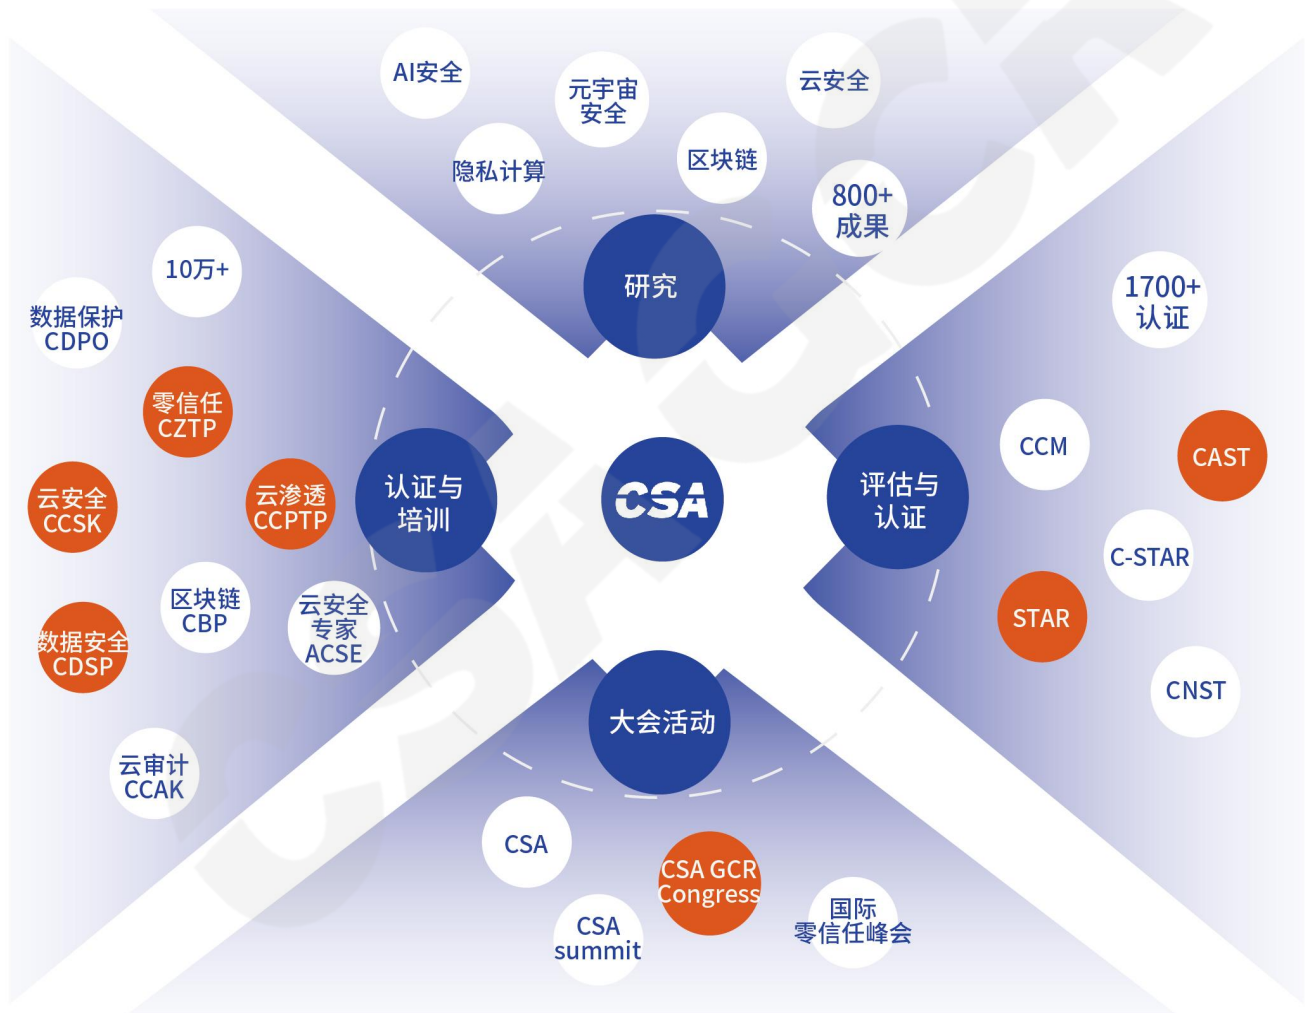 AI安全
元宇宙
安全
云安全
隐私计算
区块链
800+
成果
研究
10万+
数据保护
CDPO
零信任
CZTP
云安全
CCSK
云渗透
CCPTP
认证与
培训
区块链
CBP
云安全
专家
ACSE
数据安全
CDSP
云审计
CCAK
CSA
评估与
认证
1700+
认证
CCM
CAST
C-STAR
STAR
CNST
大会活动
CSA
CSA GCR
Congress
CSA
summit
国际
零信任峰会
CSA GCR